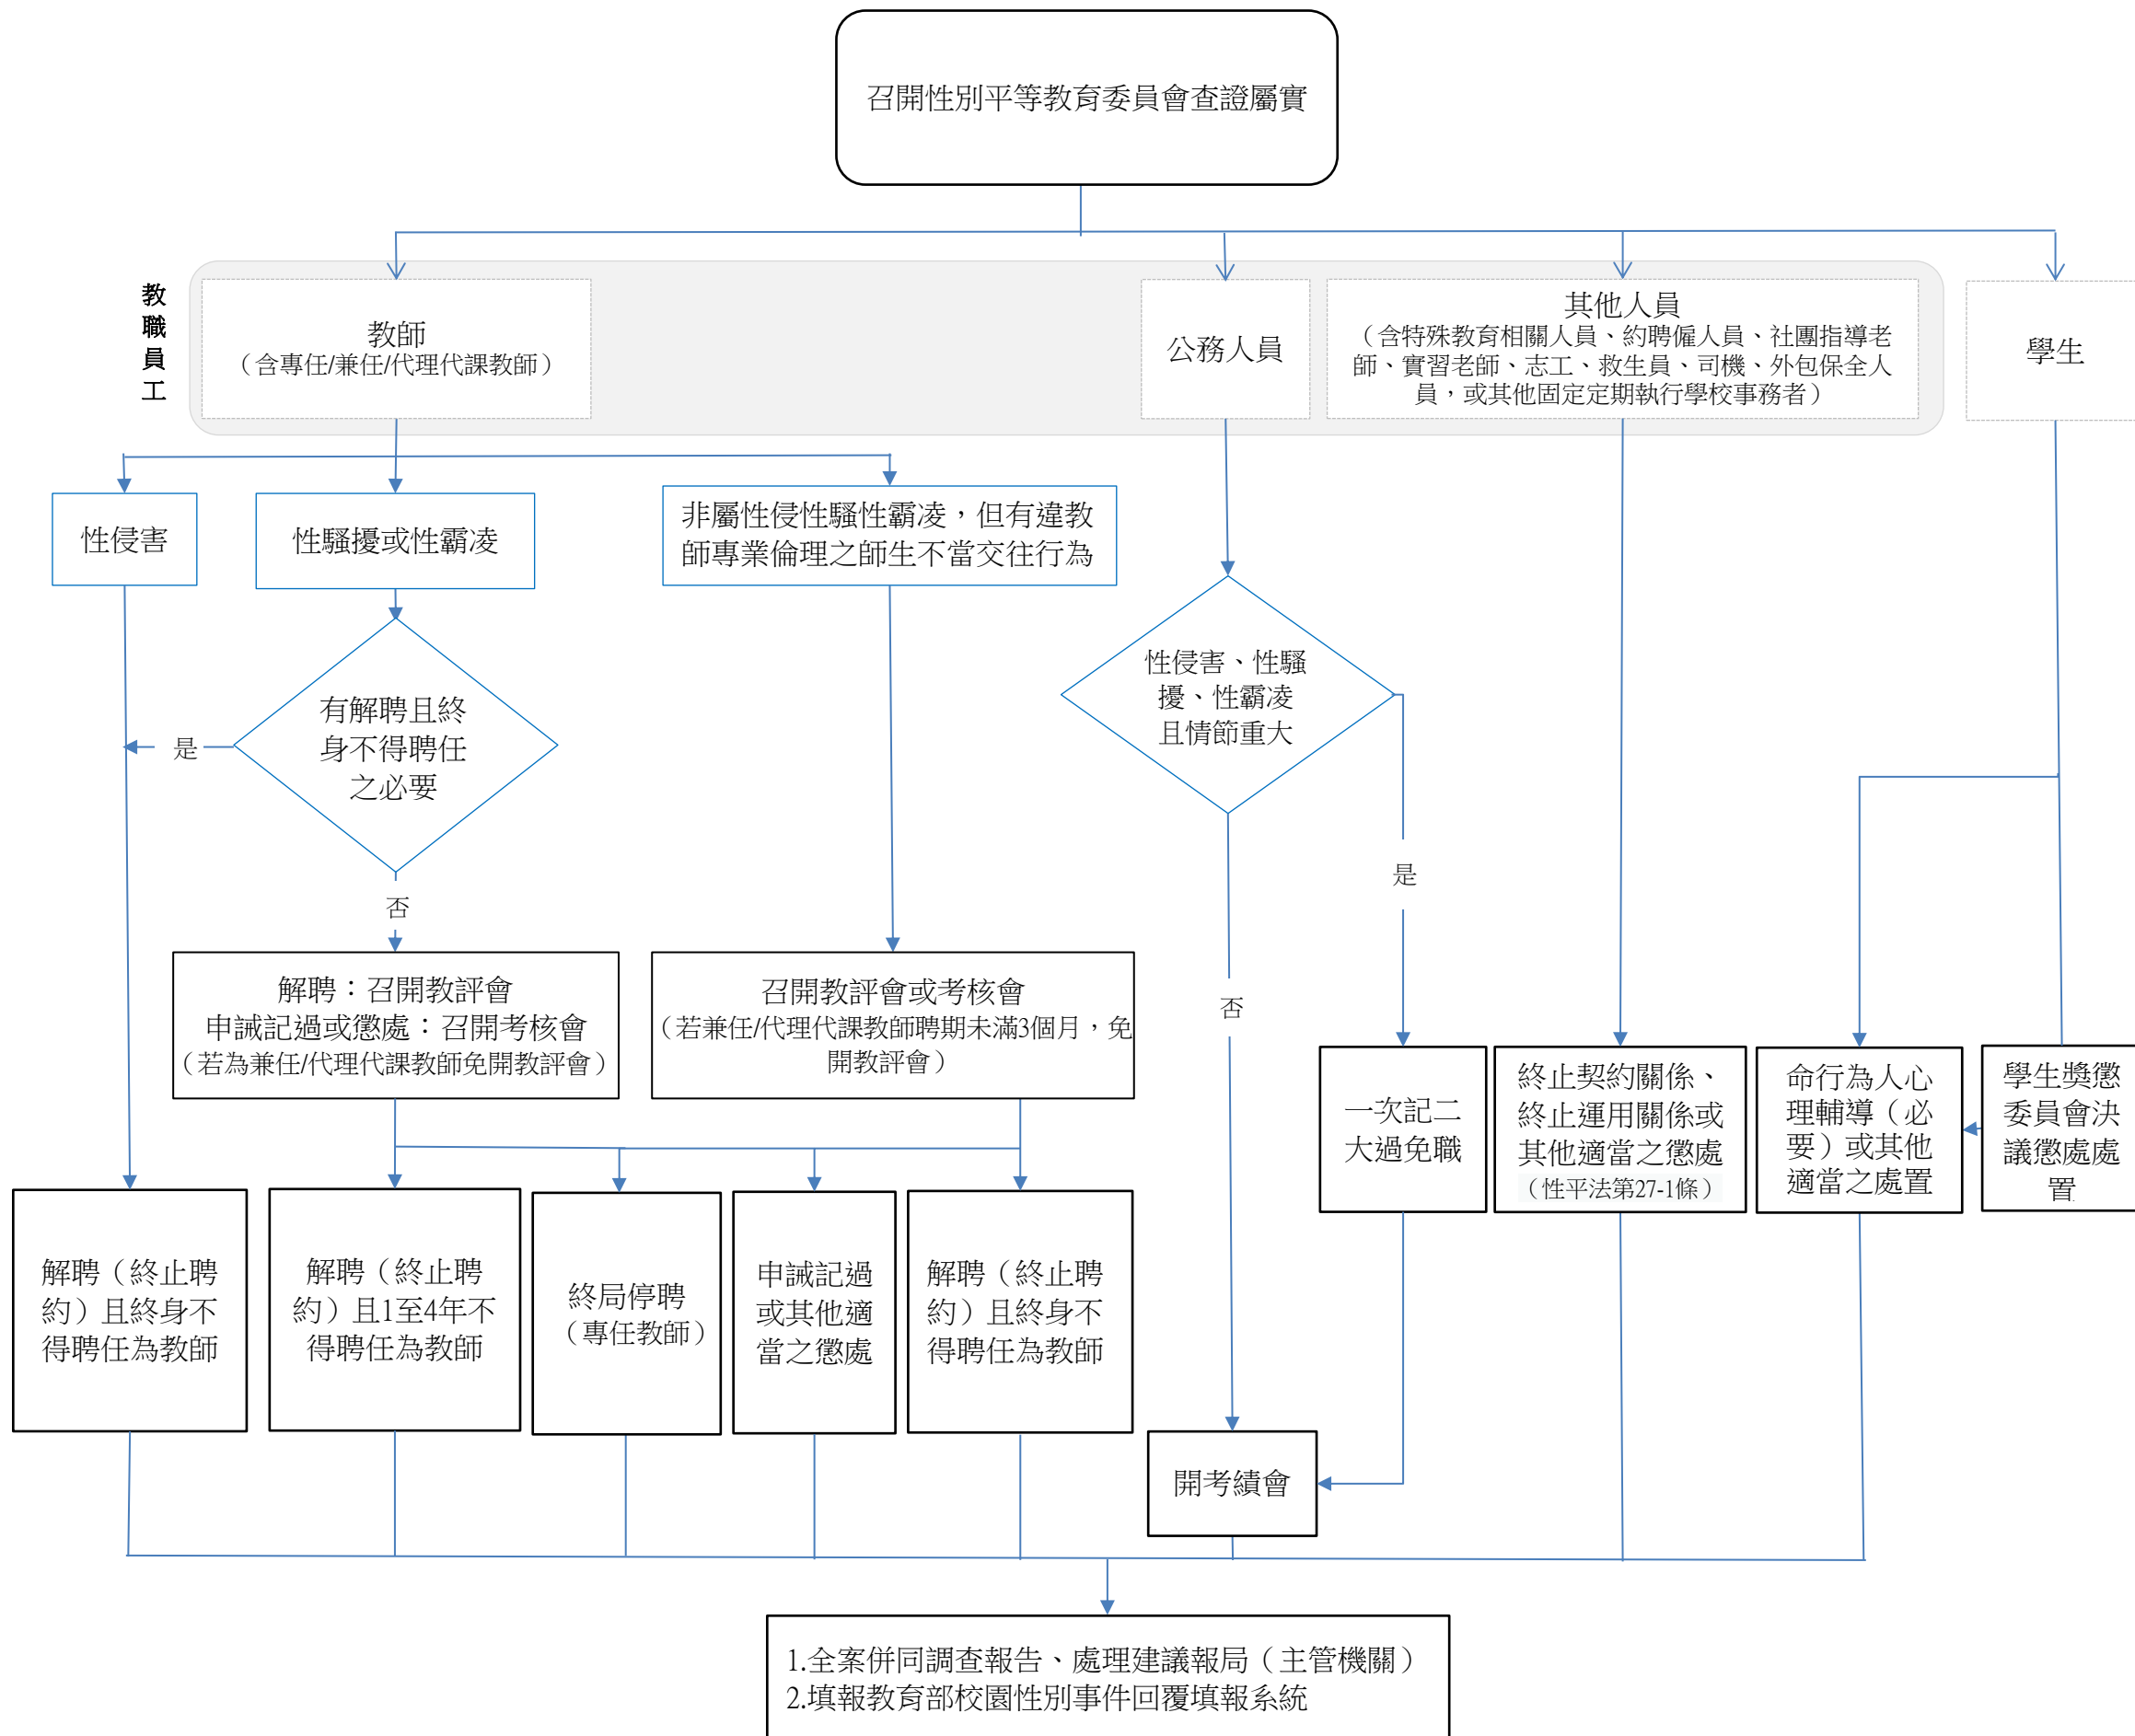 召開性別平等教育委員會查證屬實
教
職
員
工
教師
（含專任/兼任/代理代課教師）
公務人員
其他人員
（含特殊教育相關人員、約聘僱人員、社團指導老
師、實習老師、志工、救生員、司機、外包保全人
員，或其他固定定期執行學校事務者）
學生
性侵害
性騷擾或性霸凌
非屬性侵性騷性霸凌，但有違教
師專業倫理之師生不當交往行為
有解聘且終
身不得聘任
之必要
是
否
性侵害、性騷
擾、性霸凌
且情節重大
是
否
解聘：召開教評會
申誡記過或懲處：召開考核會
（若為兼任/代理代課教師免開教評會）
召開教評會或考核會
（若兼任/代理代課教師聘期未滿3個月，免
開教評會）
一次記二
大過免職
終止契約關係、
終止運用關係或
其他適當之懲處
（性平法第27-1條）
命行為人心
理輔導（必
要）或其他
適當之處置
學生獎懲
委員會決
議懲處處
置
解聘（終止聘
約）且終身不
得聘任為教師
解聘（終止聘
約）且1至4年不
得聘任為教師
終局停聘
（專任教師）
申誡記過
或其他適
當之懲處
解聘（終止聘
約）且終身不
得聘任為教師
開考績會
1.全案併同調查報告、處理建議報局（主管機關）
2.填報教育部校園性別事件回覆填報系統